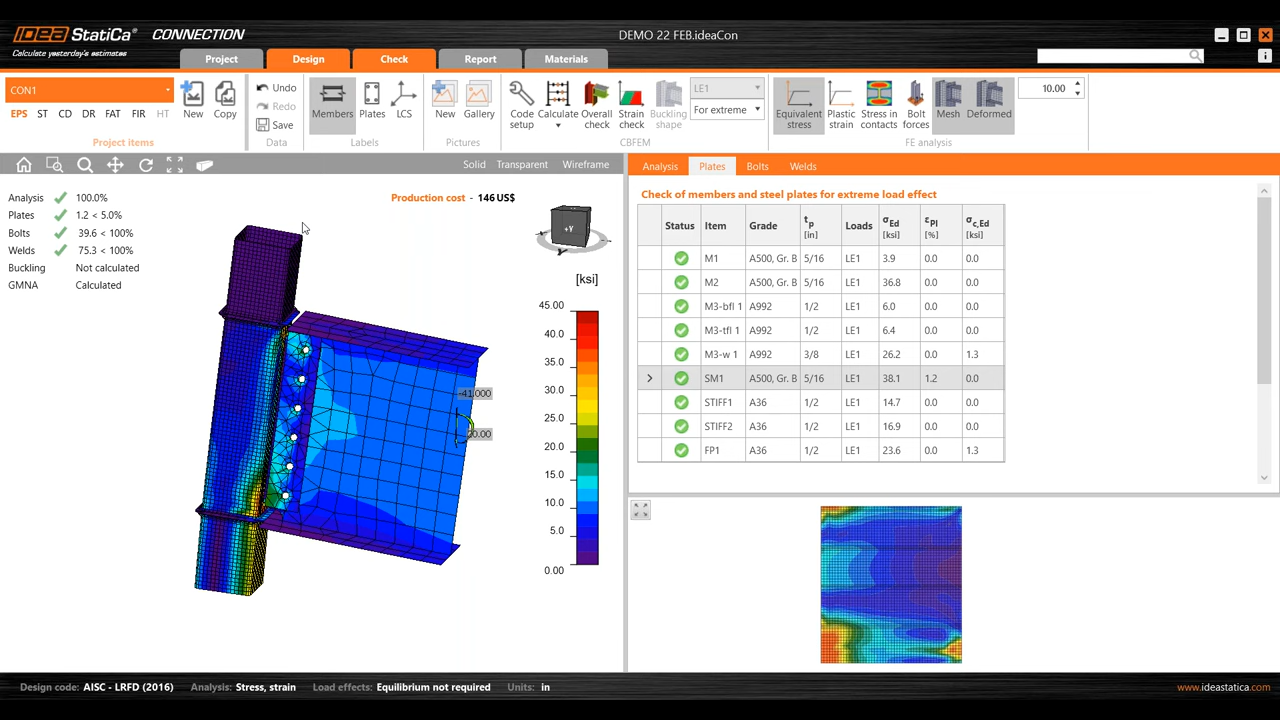 IDEA StatiCa® CONNECTION
Calculate yesterday's estimates
DEMO 22 FEB.ideaCon
Project Design Check Report Materials
CON1
EPS ST CD DR FAT FIR HT
New Copy
Project items
Undo
Redo
Save
Data
Members Plates LCS
Labels
New Gallery
Pictures
Code setup Calculate Overall check Strain check Buckling shape
LE1
For extreme
CBFEM
Equivalent stress Plastic strain Stress in contacts Bolt forces Mesh Deformed
10.00
FE analysis
Solid Transparent Wireframe
Analysis 100.0%
Plates 1.2 < 5.0%
Bolts 39.6 < 100%
Welds 75.3 < 100%
Buckling Not calculated
GMNA Calculated
Production cost - 146 US$
+Y
[ksi]
45.00
40.0
35.0
30.0
25.0
20.0
15.0
10.0
5.0
0.00
-41.000
20.00
Analysis Plates Bolts Welds
Check of members and steel plates for extreme load effect
Status Item Grade tp [in] Loads σEd [ksi] εPl [%] σc,Ed [ksi]
M1 A500, Gr. B 5/16 LE1 3.9 0.0 0.0
M2 A500, Gr. B 5/16 LE1 36.8 0.0 0.0
M3-bfl 1 A992 1/2 LE1 6.0 0.0 0.0
M3-tfl 1 A992 1/2 LE1 6.4 0.0 0.0
M3-w 1 A992 3/8 LE1 26.2 0.0 1.3
SM1 A500, Gr. B 5/16 LE1 38.1 1.2 0.0
STIFF1 A36 1/2 LE1 14.7 0.0 0.0
STIFF2 A36 1/2 LE1 16.9 0.0 0.0
FP1 A36 1/2 LE1 23.6 0.0 1.3
Design code: AISC - LRFD (2016) Analysis: Stress, strain Load effects: Equilibrium not required Units: in
www.ideastatica.com